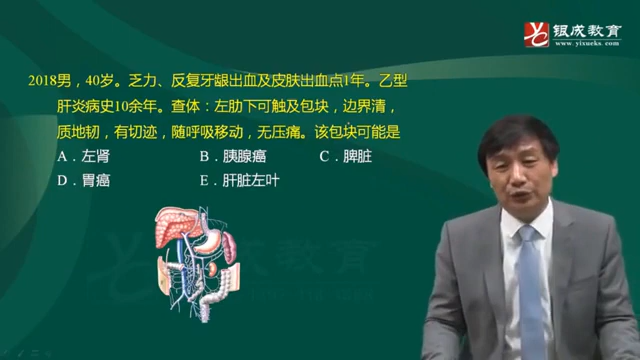 银成教育
www.yixueks.com
2018男，40岁。乏力、反复牙龈出血及皮肤出血点1年。乙型
肝炎病史10余年。查体：左肋下可触及包块，边界清，
质地韧，有切迹，随呼吸移动，无压痛。该包块可能是
A．左肾 B．胰腺癌 C．脾脏
D．胃癌 E．肝脏左叶
银成教育